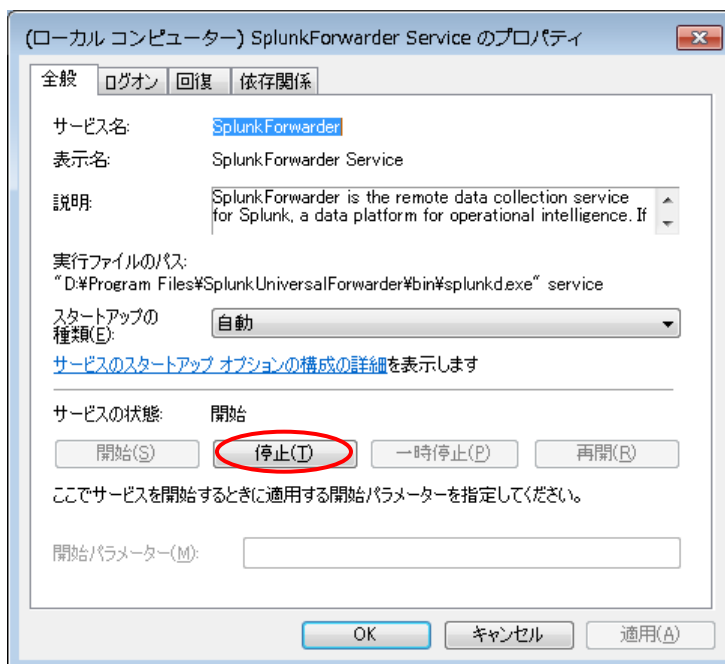 (ローカル コンピューター) SplunkForwarder Service のプロパティ
全般 ログオン 回復 依存関係
サービス名: SplunkForwarder
表示名: SplunkForwarder Service
説明: SplunkForwarder is the remote data collection service
for Splunk, a data platform for operational intelligence. If
実行ファイルのパス:
"D:¥Program Files¥SplunkUniversalForwarder¥bin¥splunkd.exe" service
スタートアップの
種類(E): 自動
サービスのスタートアップ オプションの構成の詳細を表示します
サービスの状態: 開始
開始(S) 停止(T) 一時停止(P) 再開(R)
ここでサービスを開始するときに適用する開始パラメーターを指定してください。
開始パラメーター(M):
OK キャンセル 適用(A)